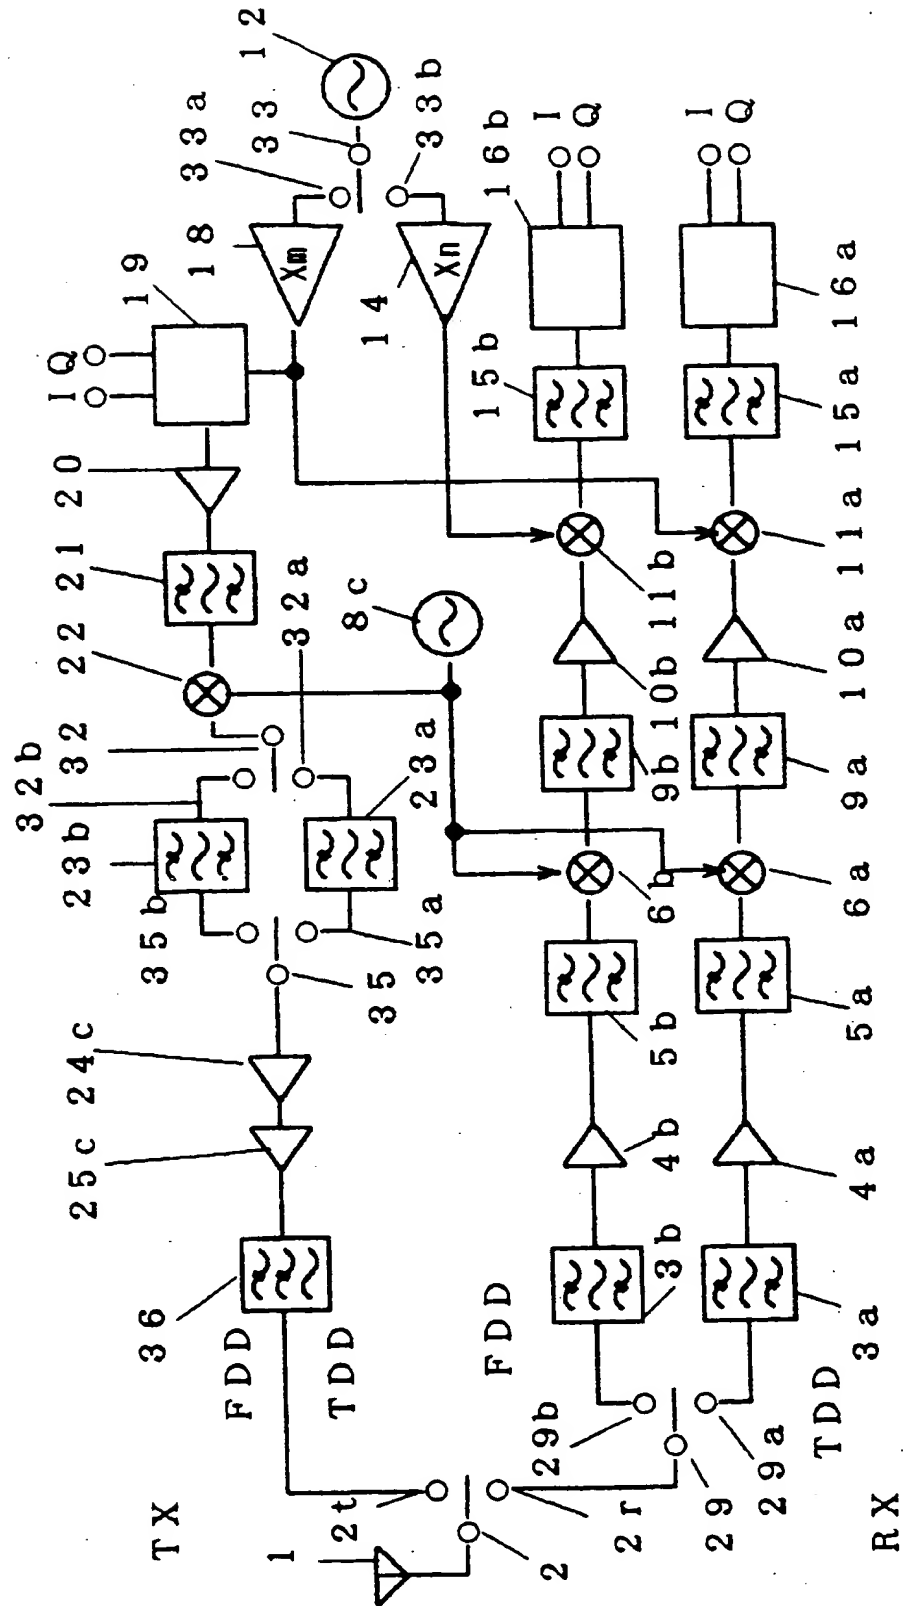 TX
1
2t
FDD
TDD
36
25c
24c
35b
23b
32b
32
22
21
20
I Q
19
18
33a
33
12
35
35a
23a
32a
8c
14
Xm
Xn
33b
2
2r
FDD
29b
3b
4b
5b
6b
9b
10b
11b
15b
16b
I
Q
29
29a
TDD
3a
4a
5a
6a
9a
10a
11a
15a
16a
I
Q
RX